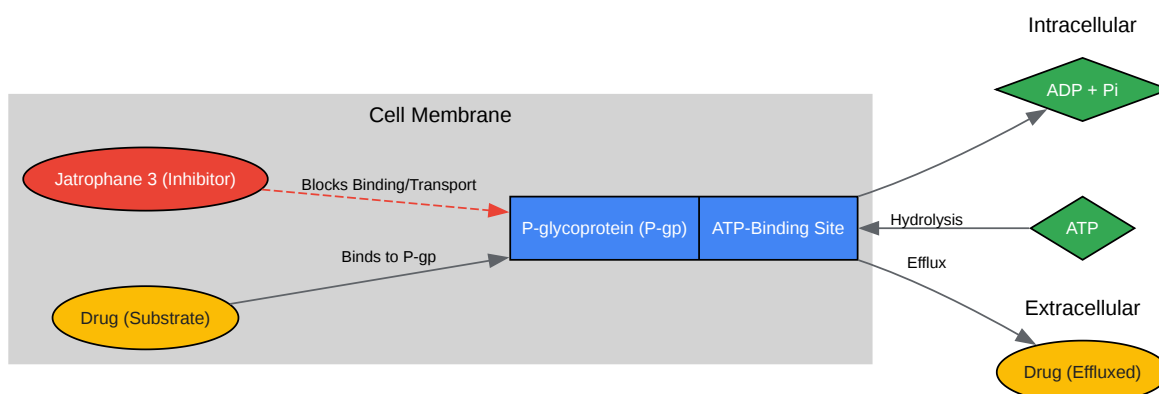 Intracellular
ADP + Pi
Cell Membrane
Jatrophane 3 (Inhibitor)
Blocks Binding/Transport
P-glycoprotein (P-gp)
ATP-Binding Site
Hydrolysis
ATP
Binds to P-gp
Efflux
Drug (Substrate)
Extracellular
Drug (Effluxed)